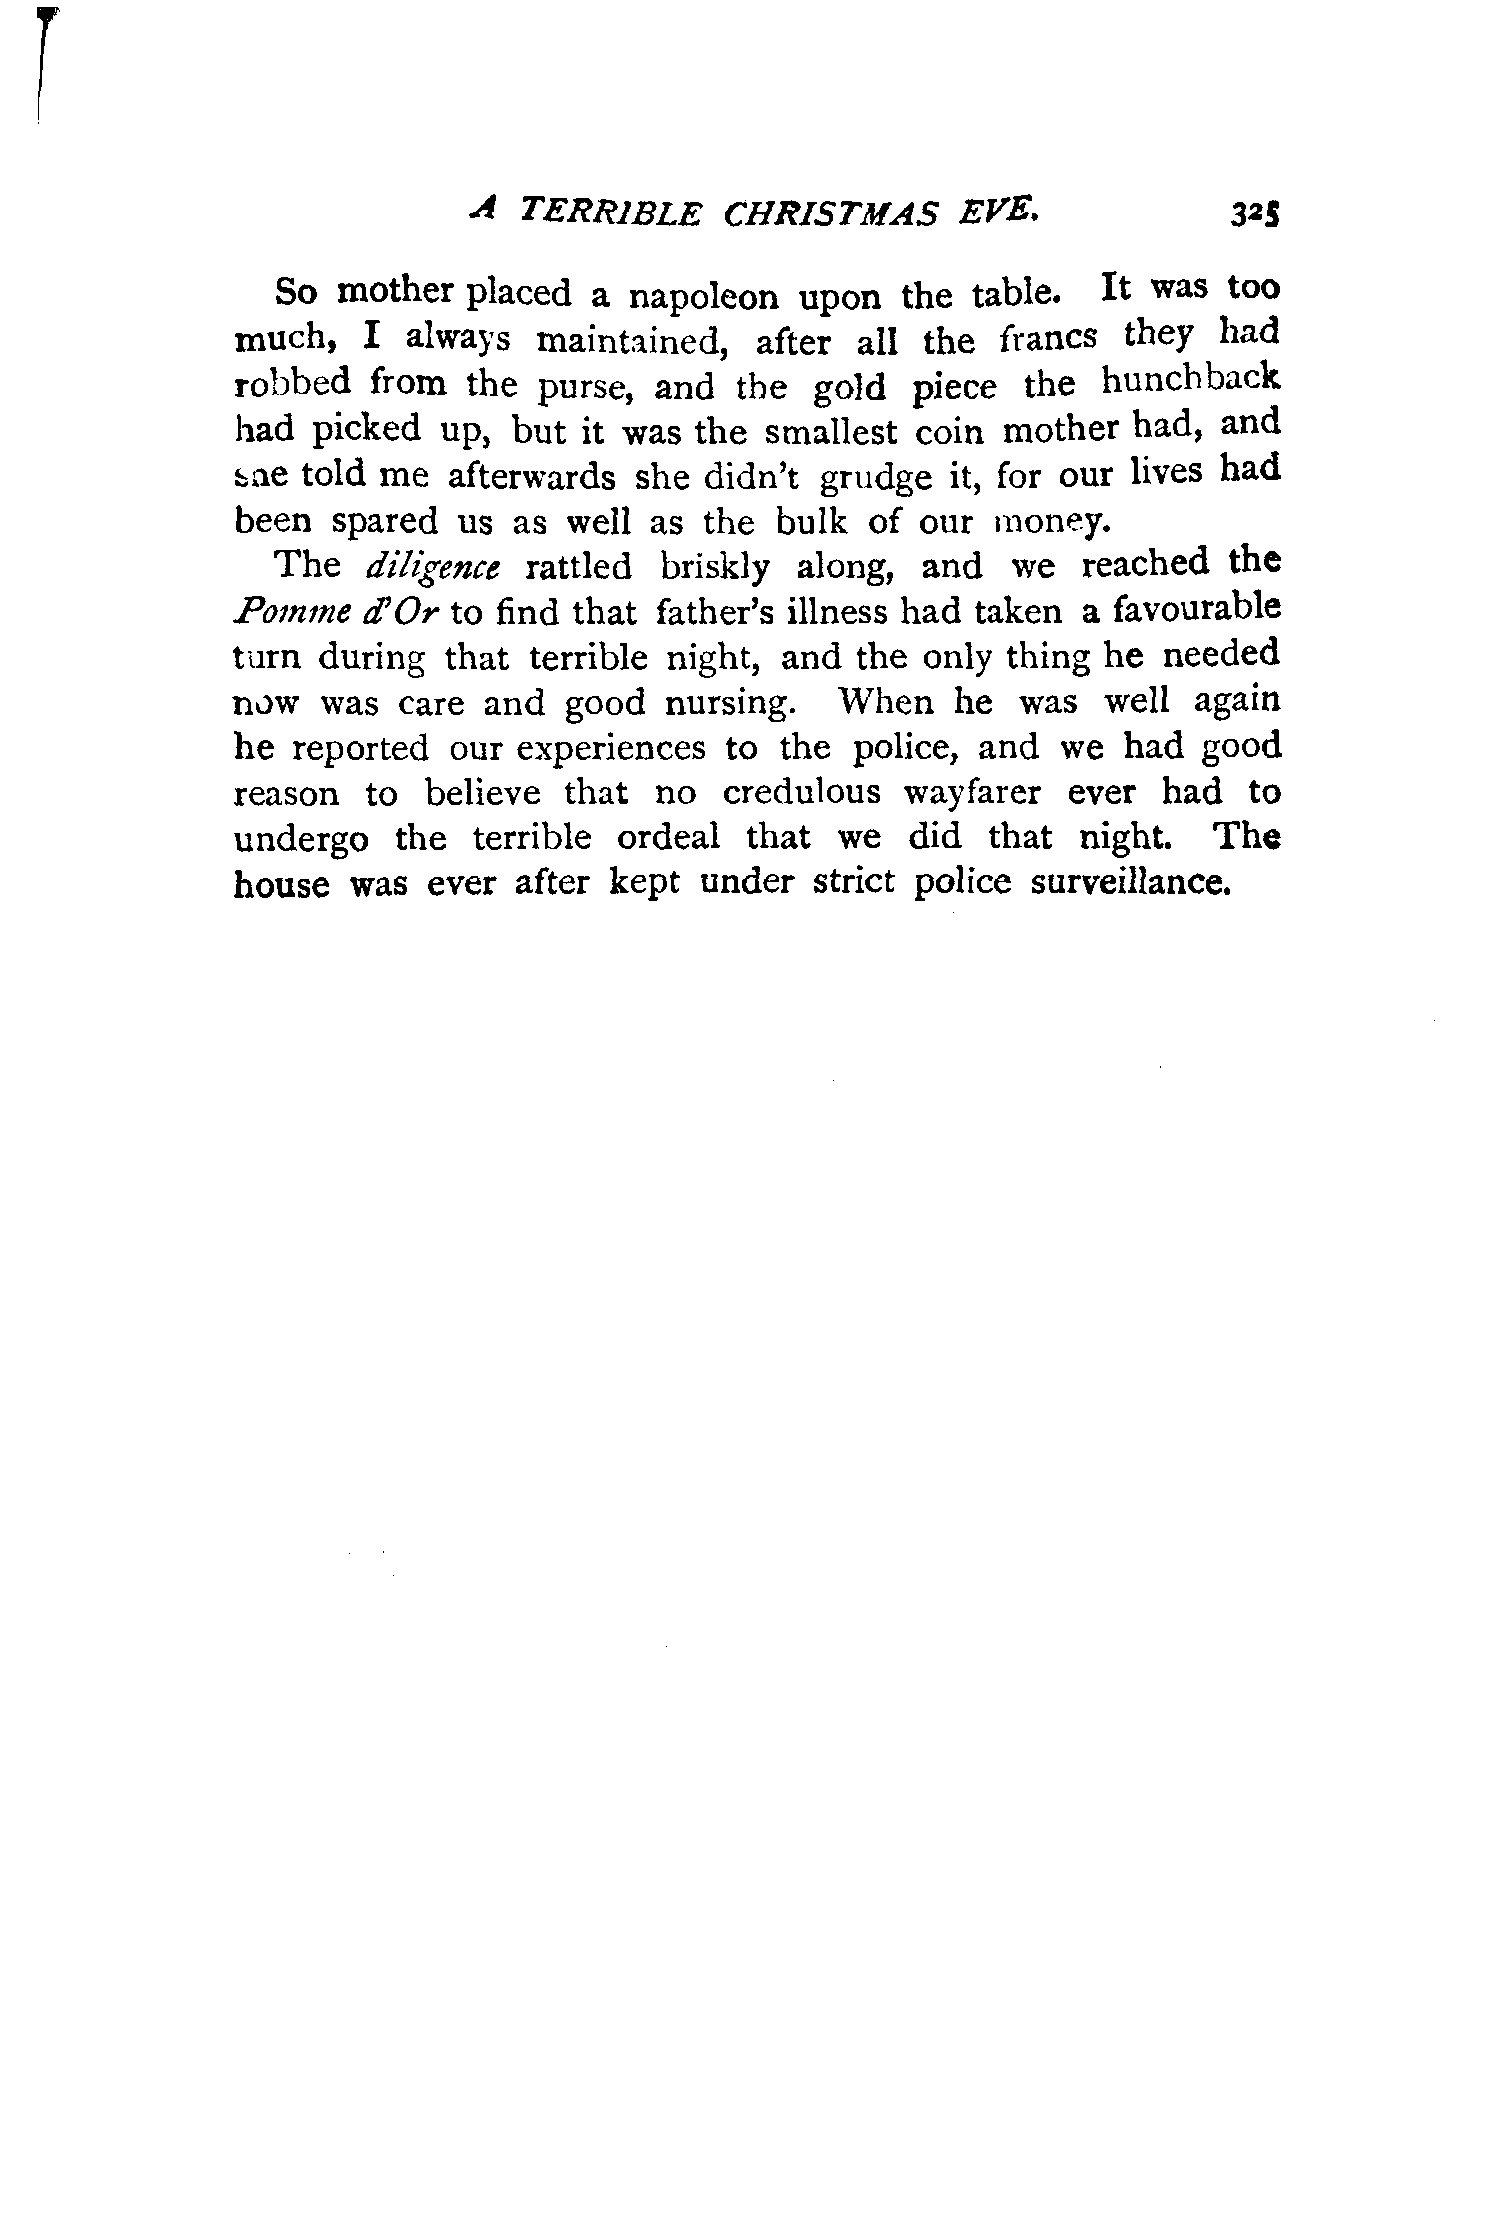 A TERRIBLE CHRISTMAS EVE. 325
So mother placed a napoleon upon the table. It was too
much, I always maintained, after all the francs they had
robbed from the purse, and the gold piece the hunchback
had picked up, but it was the smallest coin mother had, and
she told me afterwards she didn't grudge it, for our lives had
been spared us as well as the bulk of our money.
The diligence rattled briskly along, and we reached the
Pomme d'Or to find that father's illness had taken a favourable
turn during that terrible night, and the only thing he needed
now was care and good nursing. When he was well again
he reported our experiences to the police, and we had good
reason to believe that no credulous wayfarer ever had to
undergo the terrible ordeal that we did that night. The
house was ever after kept under strict police surveillance.